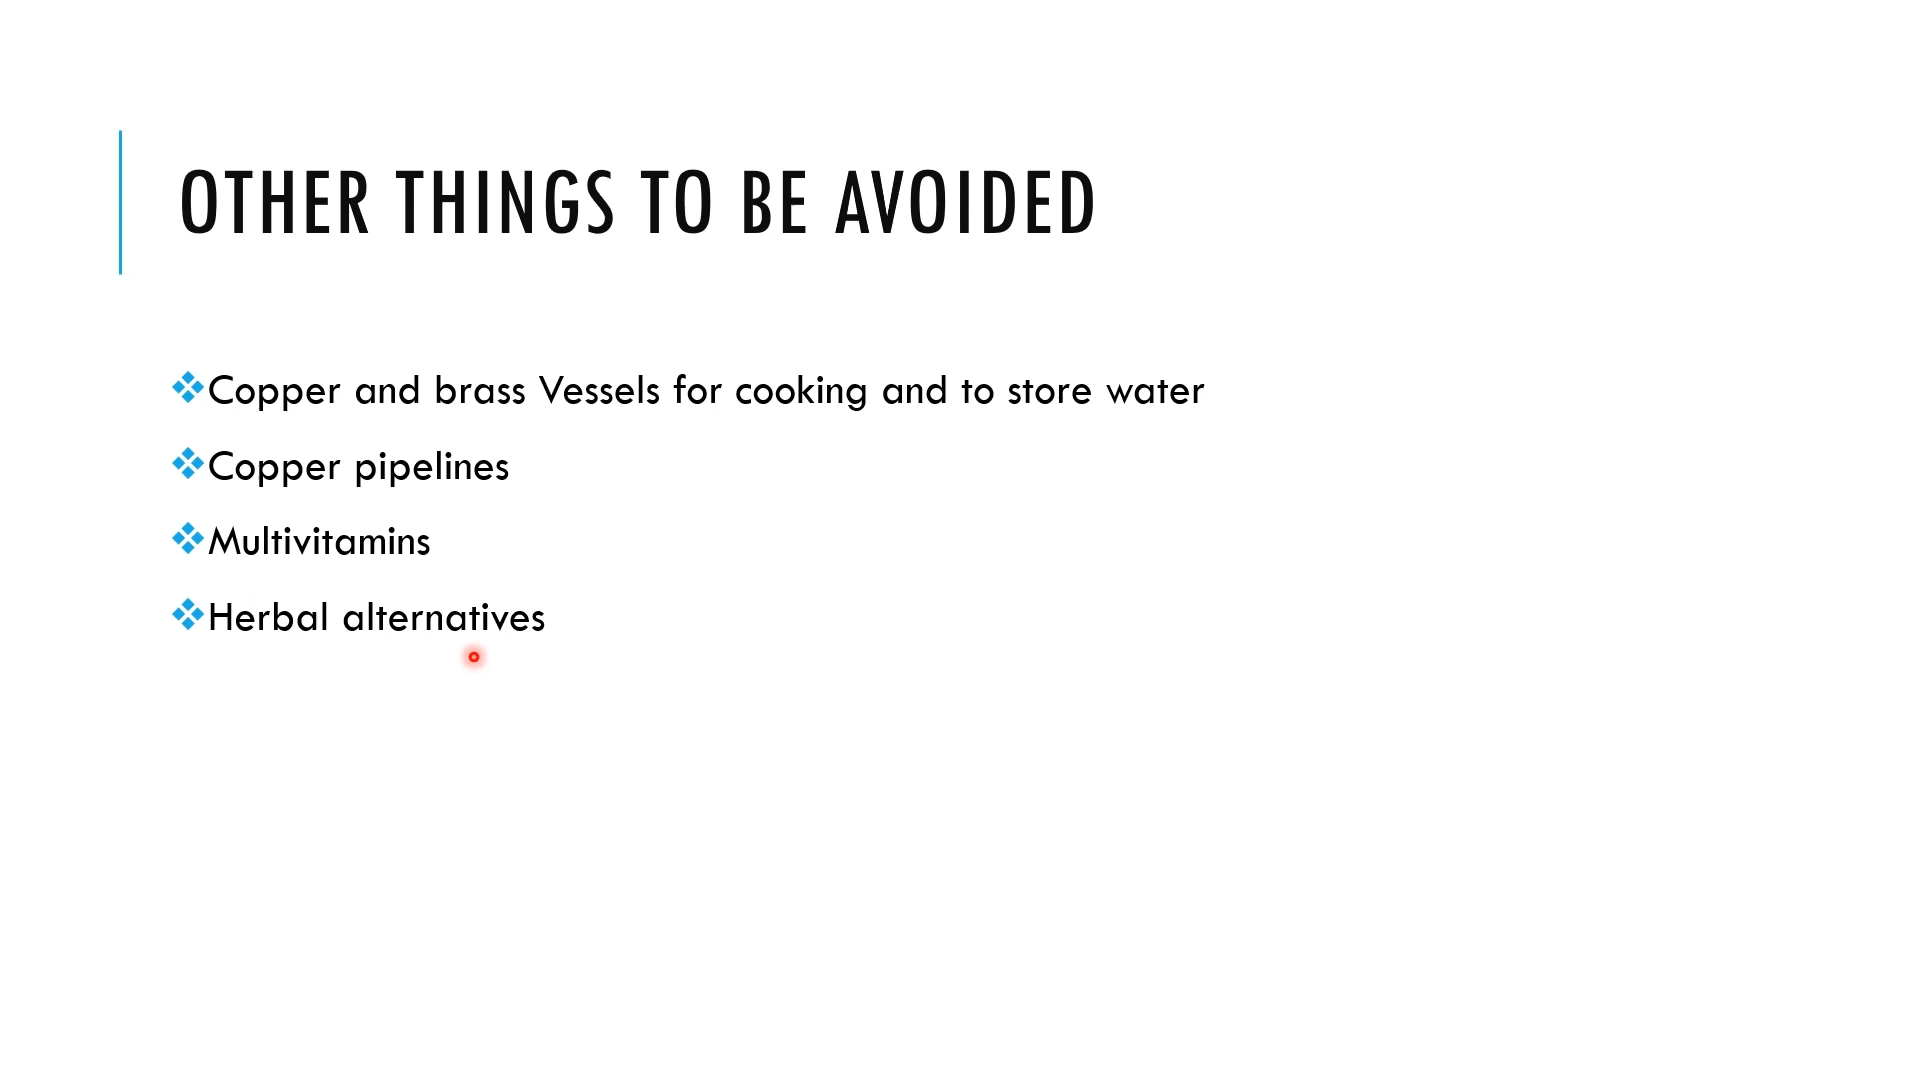 OTHER THINGS TO BE AVOIDED
Copper and brass Vessels for cooking and to store water
Copper pipelines
Multivitamins
Herbal alternatives